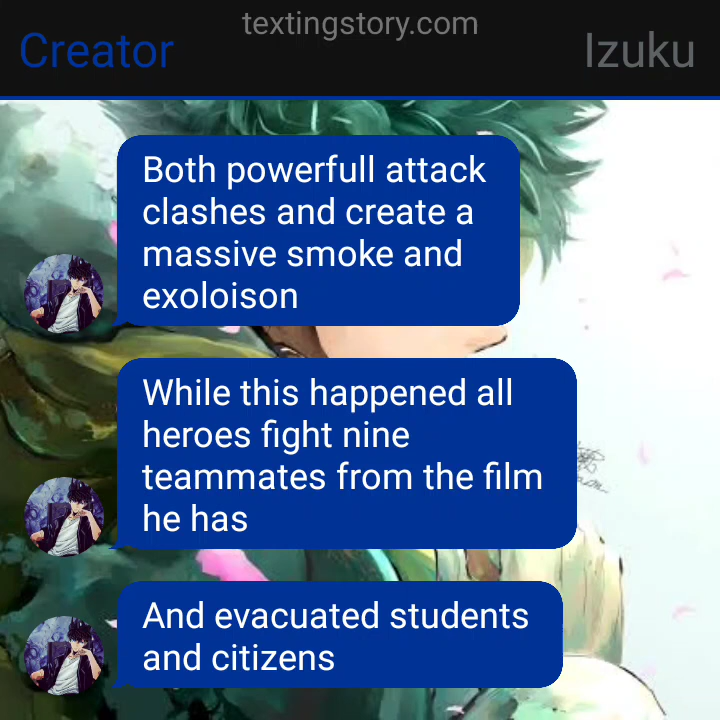 textingstory.com
Creator
Izuku
Both powerfull attack
clashes and create a
massive smoke and
exoloison
While this happened all
heroes fight nine
teammates from the film
he has
And evacuated students
and citizens